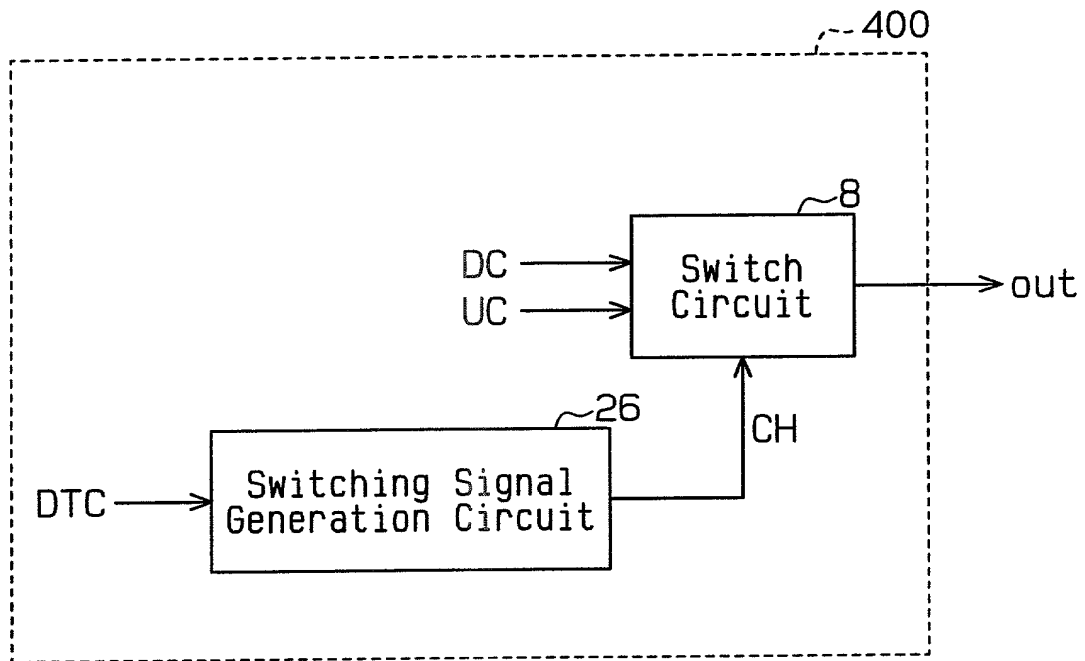 400
8
DC
UC
Switch
Circuit
out
CH
26
DTC
Switching Signal
Generation Circuit